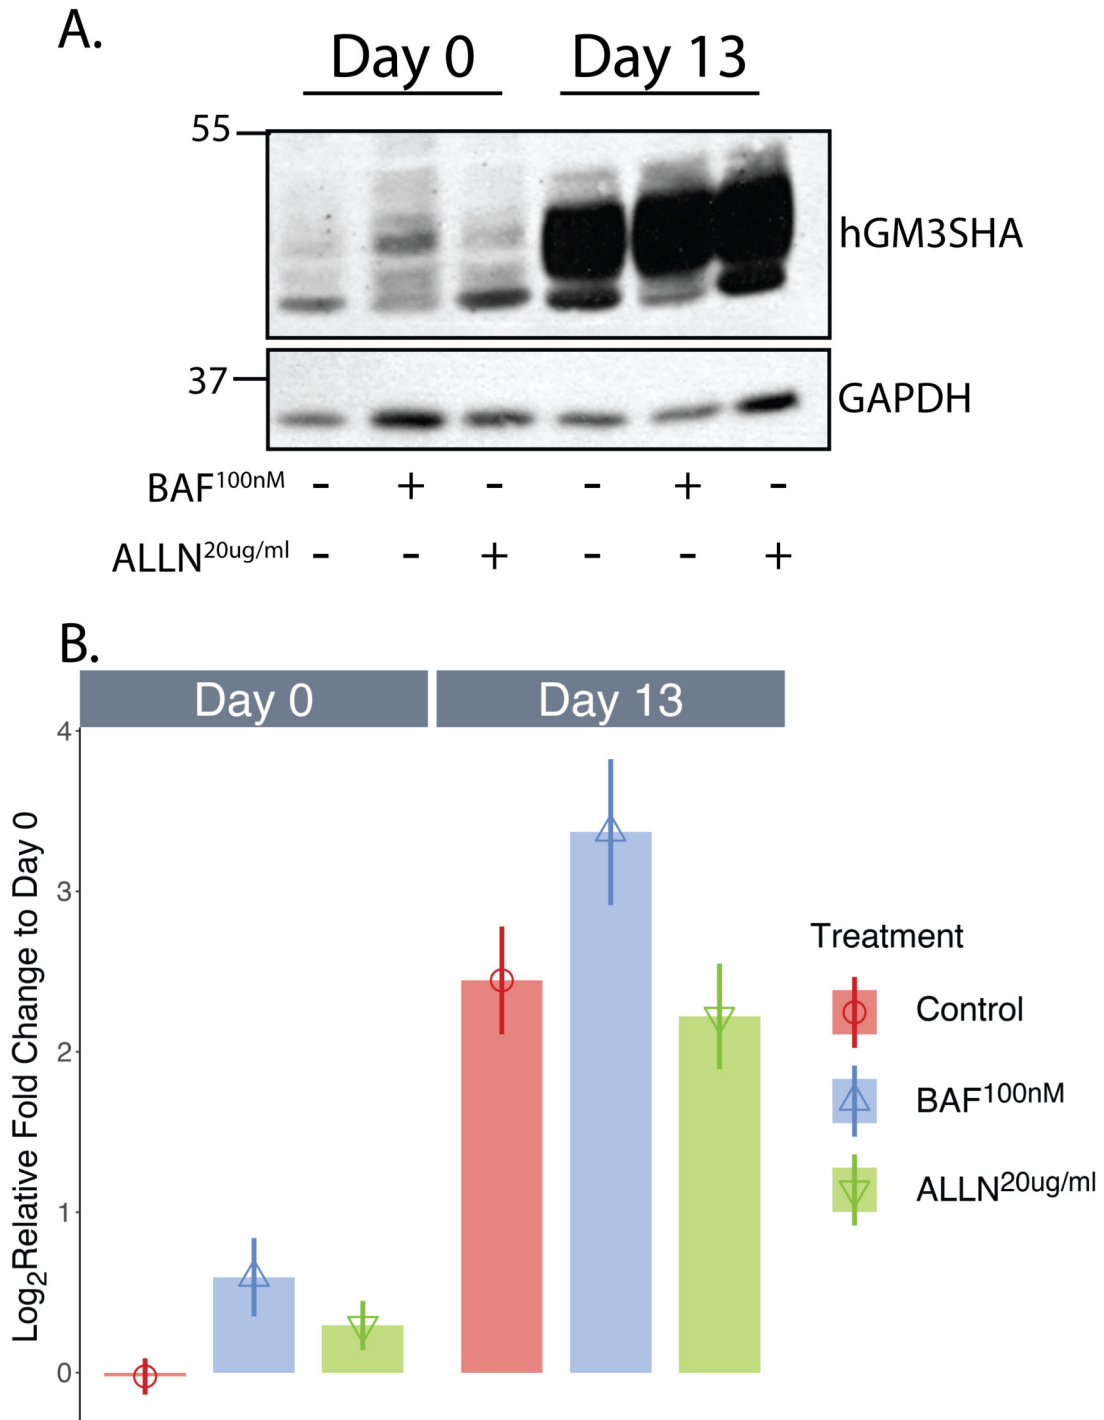 A.
Day 0 Day 13
55
hGM3SHA
37
GAPDH
BAF100nM - + - - + -
ALLN20ug/ml - - + - - +
B.
Day 0 Day 13
4
3
2
1
0
Log2Relative Fold Change to Day 0
Treatment
Control
BAF100nM
ALLN20ug/ml